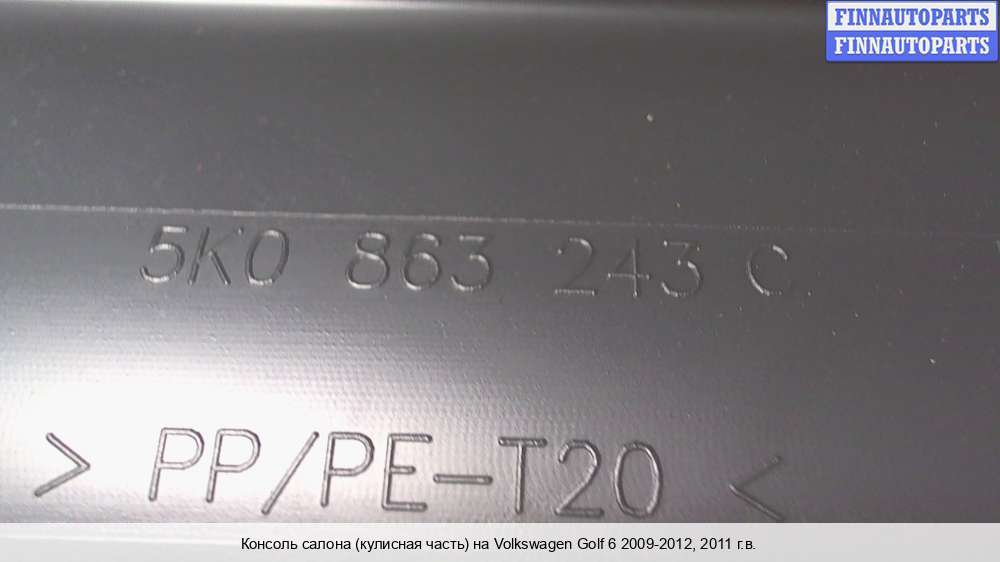 FINNAUTOPARTS
FINNAUTOPARTS
5K0 863 243 C
> PP/PE-T20 <
Консоль салона (кулисная часть) на Volkswagen Golf 6 2009-2012, 2011 г.в.